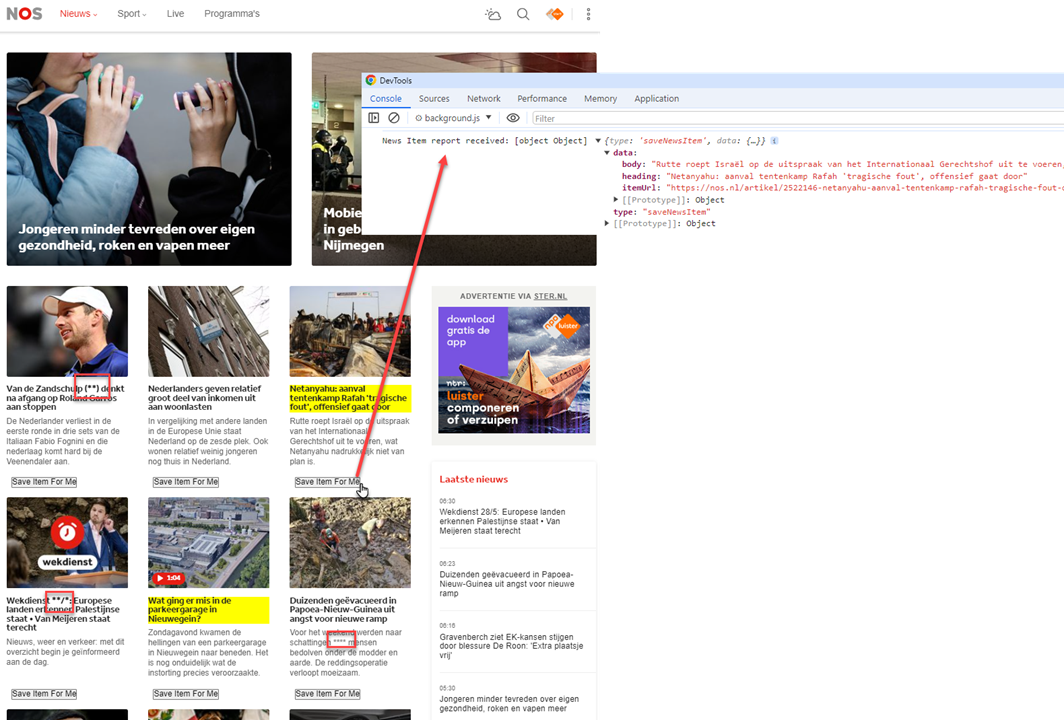 NOS Nieuws Sport Live Programma's
DevTools
Console Sources Network Performance Memory Application
background.js Filter
News Item report received: [object Object] {type: 'saveNewsItem', data: {…}} i
data:
body: "Rutte roept Israël op de uitspraak van het Internationaal Gerechtshof uit te voeren,
heading: "Netanyahu: aanval tentenkamp Rafah 'tragische fout', offensief gaat door"
itemUrl: "https://nos.nl/artikel/2522146-netanyahu-aanval-tentenkamp-rafah-tragische-fout-
[[Prototype]]: Object
type: "saveNewsItem"
[[Prototype]]: Object
Jongeren minder tevreden over eigen
gezondheid, roken en vapen meer
Mobie
in geb
Nijmegen
Van de Zandschulp (**) denkt
na afgang op Roland Garros
aan stoppen
De Nederlander verliest in de
eerste ronde in drie sets van de
Italiaan Fabio Fognini en die
nederlaag komt hard bij de
Veenendaler aan.
Save Item For Me
Nederlanders geven relatief
groot deel van inkomen uit
aan woonlasten
In vergelijking met andere landen
in de Europese Unie staat
Nederland op de zesde plek. Ook
wonen relatief weinig jongeren
nog thuis in Nederland.
Save Item For Me
Netanyahu: aanval
tentenkamp Rafah 'tragische
fout', offensief gaat door
Rutte roept Israël op de uitspraak
van het Internationaal
Gerechtshof uit te voeren, wat
Netanyahu nadrukkelijk niet van
plan is.
Save Item For Me
ADVERTENTIE VIA STER.NL
download
gratis de
app
npo
luister
ntr:
luister
componeren
of verzuipen
wekdienst
Wekdienst **/*: Europese
landen erkennen Palestijnse
staat • Van Meijeren staat
terecht
Nieuws, weer en verkeer: met dit
overzicht begin je geïnformeerd
aan de dag.
Save Item For Me
1:04
Wat ging er mis in de
parkeergarage in
Nieuwegein?
Zondagavond kwamen de
hellingen van een parkeergarage
in Nieuwegein naar beneden. Het
is nog onduidelijk wat de
instorting precies veroorzaakte.
Save Item For Me
Duizenden geëvacueerd in
Papoea-Nieuw-Guinea uit
angst voor nieuwe ramp
Voor het weekend werden naar
schattingen **** mensen
bedolven onder de modder en
aarde. De reddingsoperatie
verloopt moeizaam.
Save Item For Me
Laatste nieuws
06:30
Wekdienst 28/5: Europese landen
erkennen Palestijnse staat • Van
Meijeren staat terecht
06:23
Duizenden geëvacueerd in Papoea-
Nieuw-Guinea uit angst voor nieuwe
ramp
06:16
Gravenberch ziet EK-kansen stijgen
door blessure De Roon: 'Extra plaatsje
vrij'
05:30
Jongeren minder tevreden over eigen
gezondheid, roken en vapen meer